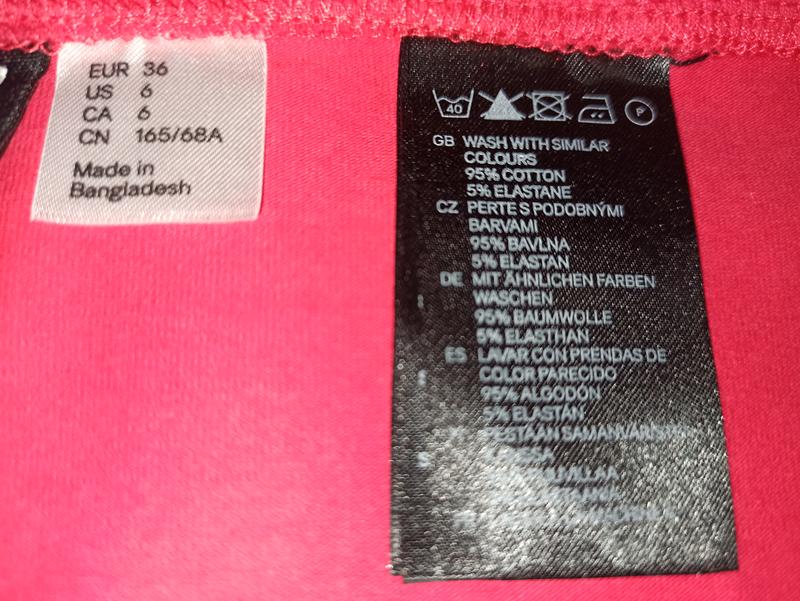 EUR 36
US 6
CA 6
CN 165/68A
Made in
Bangladesh
40
P
GB WASH WITH SIMILAR
COLOURS
95% COTTON
5% ELASTANE
CZ PERTE S PODOBNÝMI
BARVAMI
95% BAVLNA
5% ELASTAN
DE MIT ÄHNLICHEN FARBEN
WASCHEN
95% BAUMWOLLE
5% ELASTHAN
ES LAVAR CON PRENDAS DE
COLOR PARECIDO
95% ALGODÓN
5% ELASTÁN